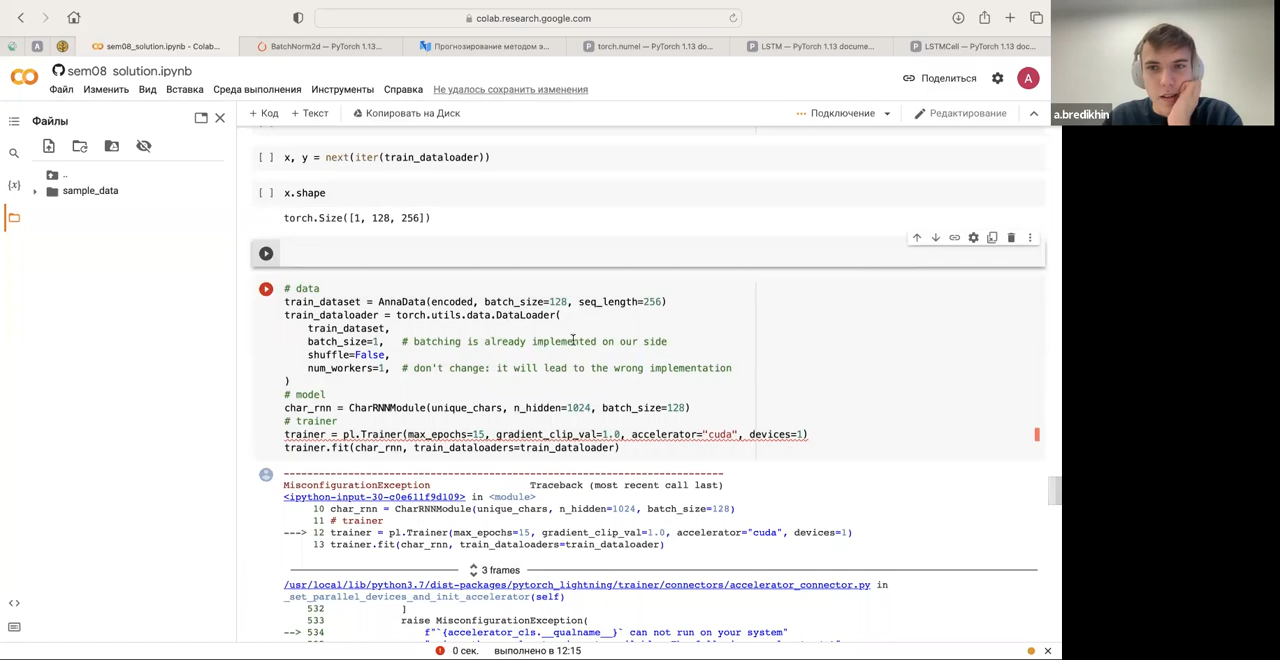 colab.research.google.com
sem08_solution.ipynb – Colab...
BatchNorm2d — PyTorch 1.13...
Прогнозирование методом э...
torch.numel — PyTorch 1.13 doc...
LSTM — PyTorch 1.13 docume...
LSTMCell — PyTorch 1.13 doc...
sem08_solution.ipynb
Поделиться
A
Файл Изменить Вид Вставка Среда выполнения Инструменты Справка Не удалось сохранить изменения
Файлы
+ Код + Текст Копировать на Диск
Подключение
Редактирование
a.bredikhin
..
sample_data
[ ] x, y = next(iter(train_dataloader))
[ ] x.shape
torch.Size([1, 128, 256])
# data
train_dataset = AnnaData(encoded, batch_size=128, seq_length=256)
train_dataloader = torch.utils.data.DataLoader(
train_dataset,
batch_size=1, # batching is already implemented on our side
shuffle=False,
num_workers=1, # don't change: it will lead to the wrong implementation
)
# model
char_rnn = CharRNNModule(unique_chars, n_hidden=1024, batch_size=128)
# trainer
trainer = pl.Trainer(max_epochs=15, gradient_clip_val=1.0, accelerator="cuda", devices=1)
trainer.fit(char_rnn, train_dataloaders=train_dataloader)
---------------------------------------------------------------------------
MisconfigurationException Traceback (most recent call last)
<ipython-input-30-c0e611f9d109> in <module>
10 char_rnn = CharRNNModule(unique_chars, n_hidden=1024, batch_size=128)
11 # trainer
---> 12 trainer = pl.Trainer(max_epochs=15, gradient_clip_val=1.0, accelerator="cuda", devices=1)
13 trainer.fit(char_rnn, train_dataloaders=train_dataloader)
3 frames
/usr/local/lib/python3.7/dist-packages/pytorch_lightning/trainer/connectors/accelerator_connector.py in
_set_parallel_devices_and_init_accelerator(self)
532 ]
533 raise MisconfigurationException(
--> 534 f"`{accelerator_cls.__qualname__}` can not run on your system"
0 сек. выполнено в 12:15